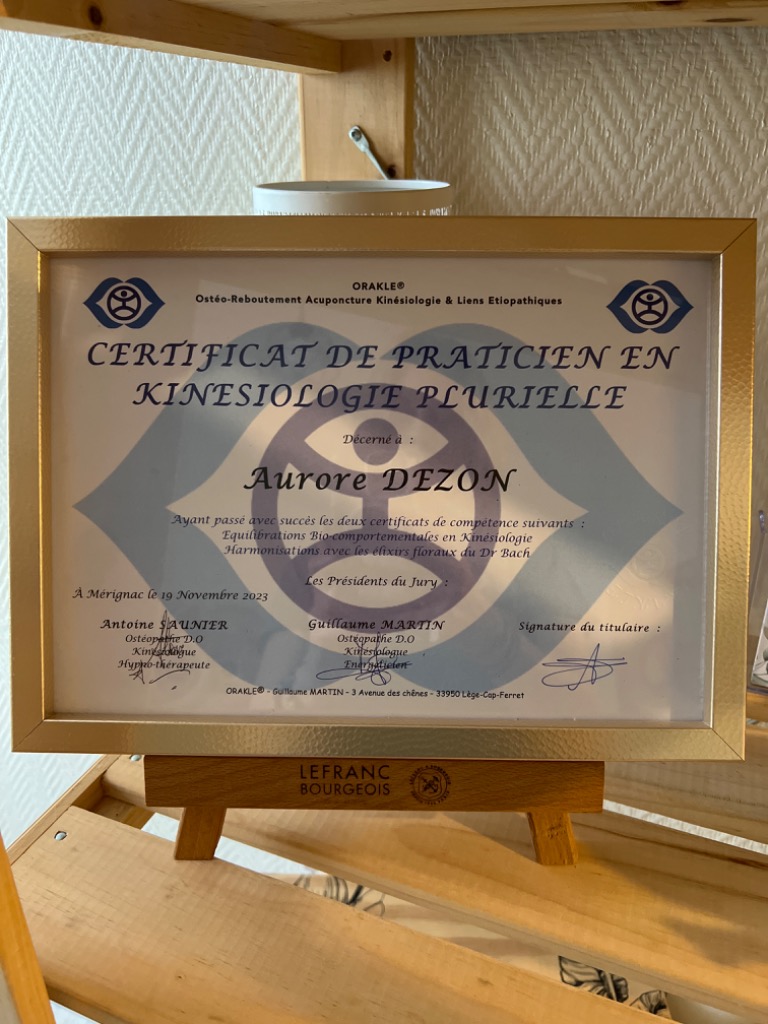 ORAKLE®
Ostéo-Reboutement Acuponcture Kinésiologie & Liens Etiopathiques
CERTIFICAT DE PRATICIEN EN
KINESIOLOGIE PLURIELLE
Décerné à :
Aurore DEZON
Ayant passé avec succès les deux certificats de compétence suivants :
Equilibrations Bio-comportementales en Kinésiologie
Harmonisations avec les élixirs floraux du Dr Bach
Les Présidents du Jury :
À Mérignac le 19 Novembre 2023
Antoine SAUNIER
Ostéopathe D.O
Kinésiologue
Hypno-thérapeute
Guillaume MARTIN
Ostéopathe D.O
Kinésiologue
Energéticien
Signature du titulaire :
ORAKLE® - Guillaume MARTIN – 3 Avenue des chênes – 33950 Lège-Cap-Ferret
LEFRANC
BOURGEOIS